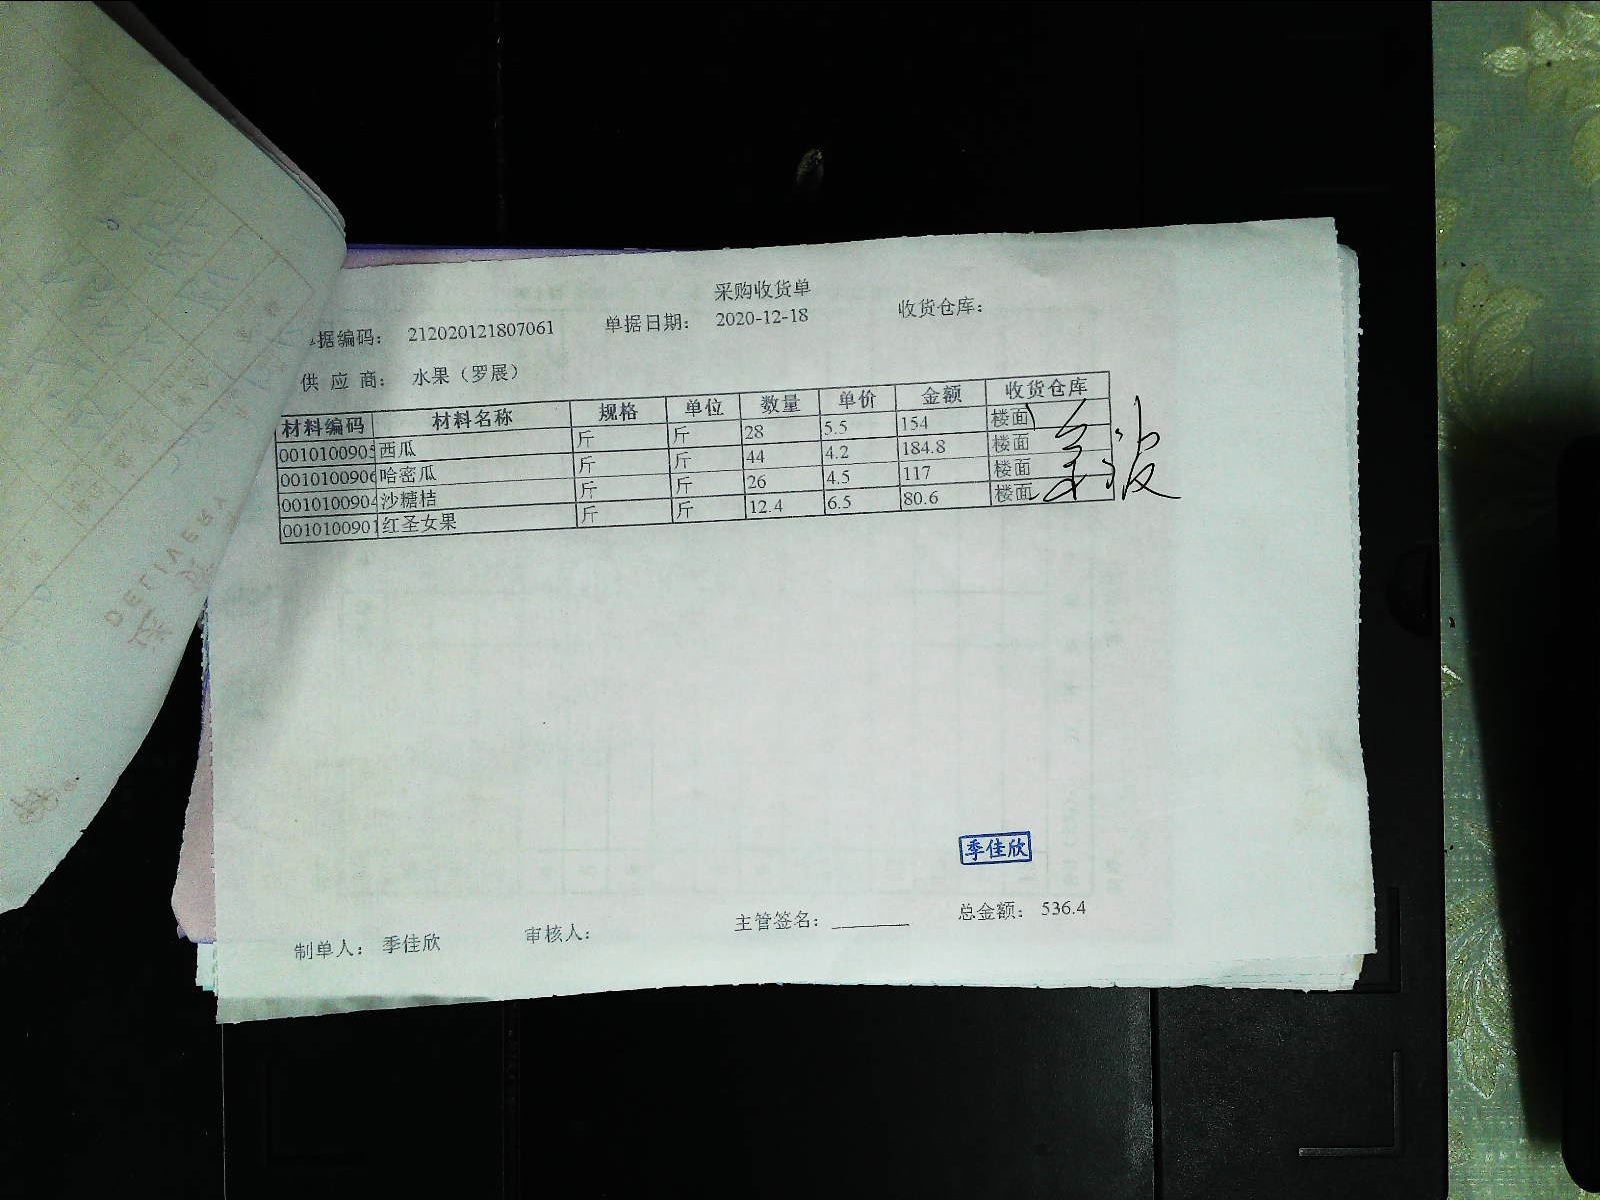 采购收货单
据编码： 212020121807061 单据日期： 2020-12-18 收货仓库：
供 应 商： 水果（罗展）
材料编码 材料名称 规格 单位 数量 单价 金额 收货仓库
0010100905 西瓜 斤 斤 28 5.5 154 楼面
0010100906 哈密瓜 斤 斤 44 4.2 184.8 楼面
0010100904 沙糖桔 斤 斤 26 4.5 117 楼面
0010100901 红圣女果 斤 斤 12.4 6.5 80.6 楼面
季佳欣
制单人： 季佳欣 审核人： 主管签名： 总金额： 536.4